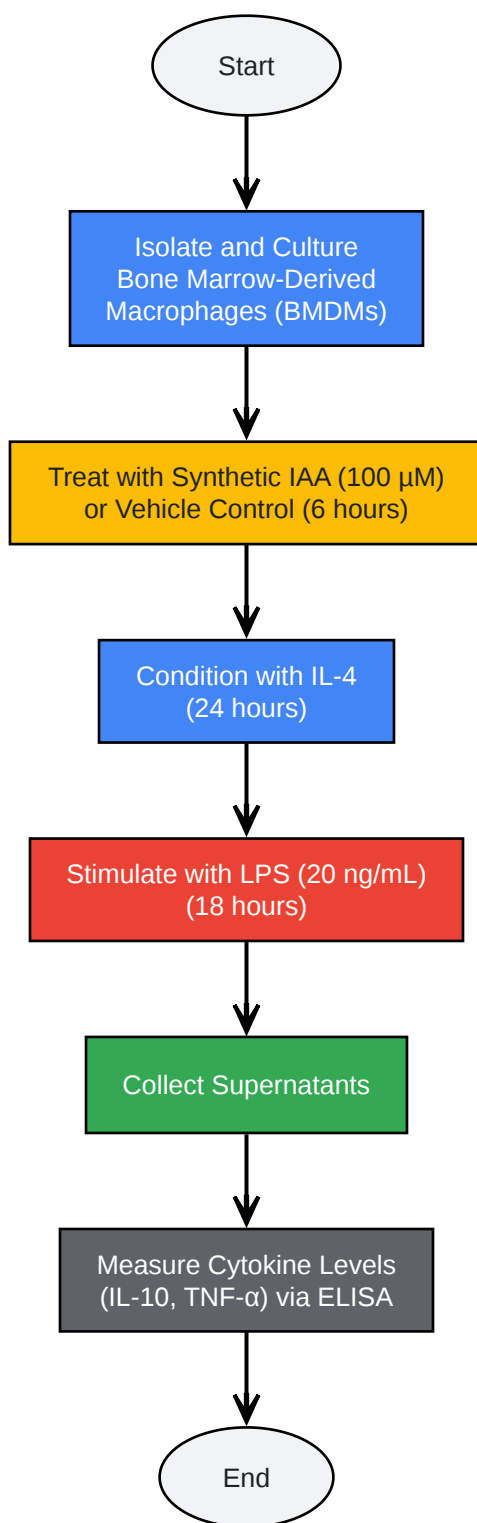 Start
Isolate and Culture
Bone Marrow-Derived
Macrophages (BMDMs)
Treat with Synthetic IAA (100 µM)
or Vehicle Control (6 hours)
Condition with IL-4
(24 hours)
Stimulate with LPS (20 ng/mL)
(18 hours)
Collect Supernatants
Measure Cytokine Levels
(IL-10, TNF-α) via ELISA
End